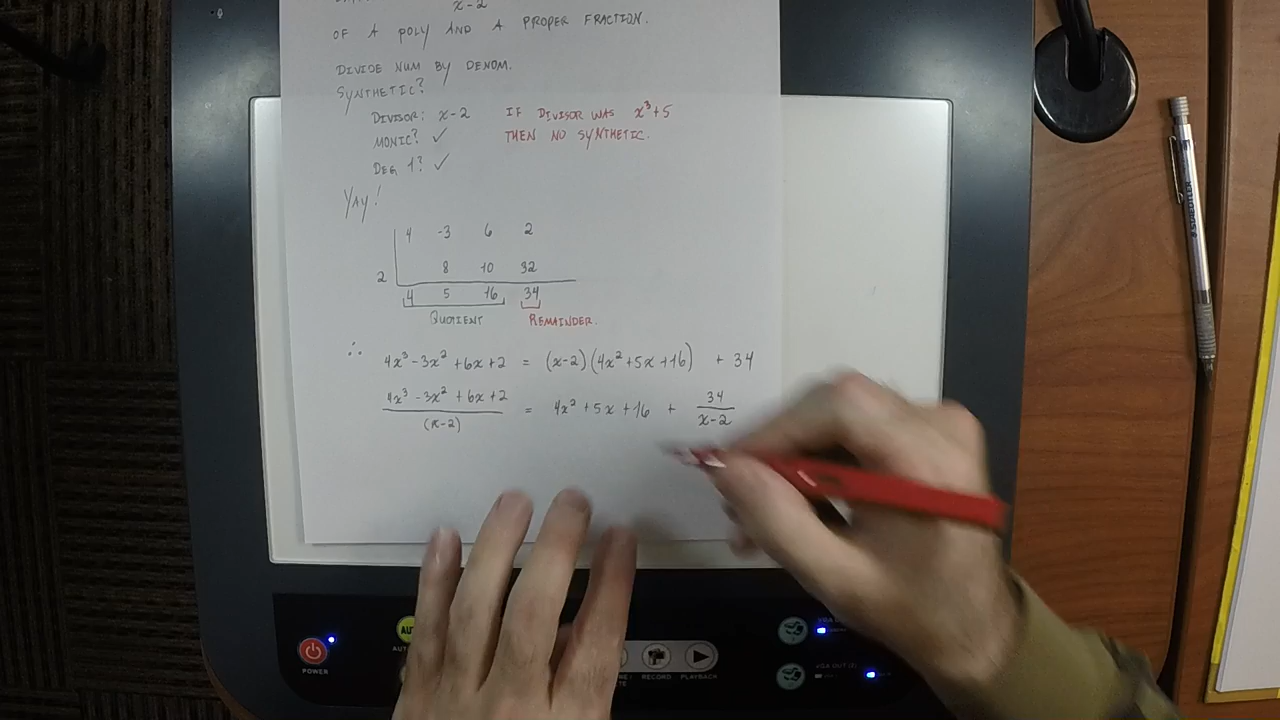 x-2
OF A POLY AND A PROPER FRACTION.
DIVIDE NUM BY DENOM.
SYNTHETIC?
DIVISOR: x-2 IF DIVISOR WAS x³+5
MONIC? ✓ THEN NO SYNTHETIC.
DEG 1? ✓
YAY!
4 -3 6 2
2 8 10 32
4 5 16 34
QUOTIENT REMAINDER.
∴ 4x³-3x²+6x+2 = (x-2)(4x²+5x+16) + 34
4x³-3x²+6x+2 / (x-2) = 4x²+5x+16 + 34 / x-2
POWER
RECORD
PLAYBACK